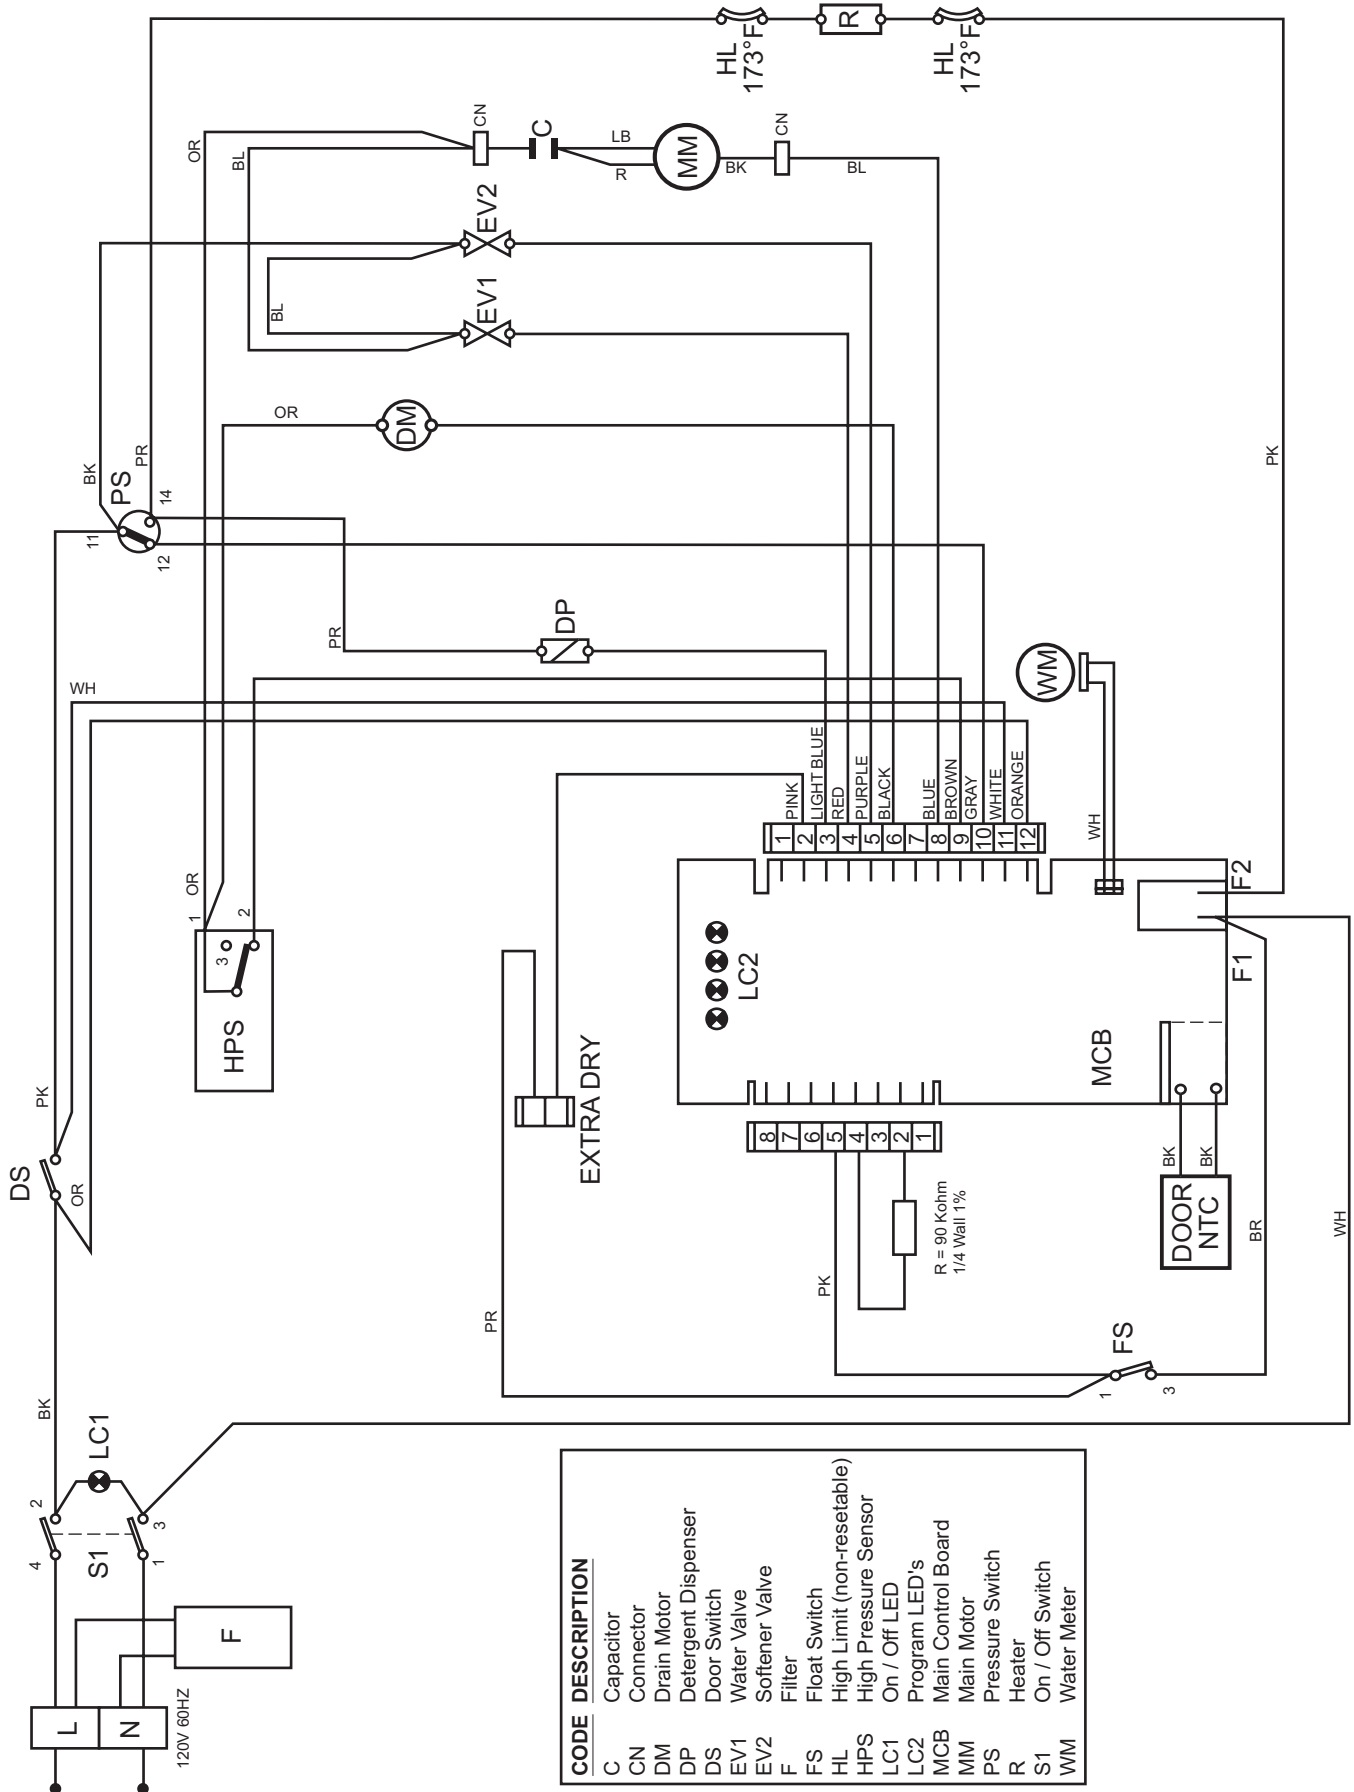 L
N
120V 60HZ
F
S1
4
2
1
3
LC1
BK
DS
OR
PK
WH
PS
11
12
14
BK
PR
OR
BL
BL
OR
PR
HPS
1
OR
2
3
DM
EV1
EV2
CN
C
LB
R
MM
BK
CN
BL
HL
173°F
R
HL
173°F
PK
DP
WM
WH
EXTRA DRY
PR
1
2
3
4
5
6
7
8
9
10
11
12
PINK
LIGHT BLUE
RED
PURPLE
BLACK
BLUE
BROWN
GRAY
WHITE
ORANGE
LC2
MCB
F1
F2
8
7
6
5
4
3
2
1
R = 90 Kohm
1/4 Wall 1%
PK
FS
1
3
DOOR
NTC
BK
BK
BR
WH
CODE DESCRIPTION
C Capacitor
CN Connector
DM Drain Motor
DP Detergent Dispenser
DS Door Switch
EV1 Water Valve
EV2 Softener Valve
F Filter
FS Float Switch
HL High Limit (non-resetable)
HPS High Pressure Sensor
LC1 On / Off LED
LC2 Program LED's
MCB Main Control Board
MM Main Motor
PS Pressure Switch
R Heater
S1 On / Off Switch
WM Water Meter